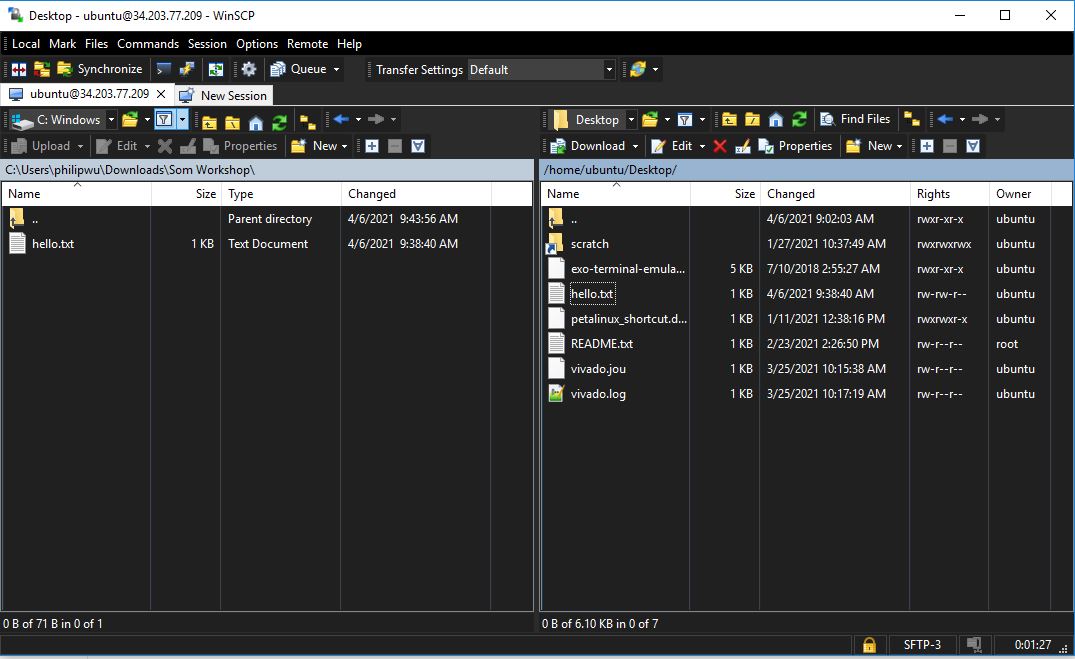 Desktop - ubuntu@34.203.77.209 - WinSCP
Local Mark Files Commands Session Options Remote Help
Synchronize Queue Transfer Settings Default
ubuntu@34.203.77.209 New Session
C: Windows Desktop Find Files
Upload Edit Properties New Download Edit Properties New
C:\Users\philipwu\Downloads\Som Workshop\ /home/ubuntu/Desktop/
Name Size Type Changed Name Size Changed Rights Owner
.. Parent directory 4/6/2021 9:43:56 AM .. 4/6/2021 9:02:03 AM rwxr-xr-x ubuntu
hello.txt 1 KB Text Document 4/6/2021 9:38:40 AM scratch 1/27/2021 10:37:49 AM rwxrwxrwx ubuntu
exo-terminal-emula... 5 KB 7/10/2018 2:55:27 AM rwxr-xr-x ubuntu
hello.txt 1 KB 4/6/2021 9:38:40 AM rw-rw-r-- ubuntu
petalinux_shortcut.d... 1 KB 1/11/2021 12:38:16 PM rwxrwxr-x ubuntu
README.txt 1 KB 2/23/2021 2:26:50 PM rw-r--r-- root
vivado.jou 1 KB 3/25/2021 10:15:38 AM rw-r--r-- ubuntu
vivado.log 1 KB 3/25/2021 10:17:19 AM rw-r--r-- ubuntu
0 B of 71 B in 0 of 1 0 B of 6.10 KB in 0 of 7
SFTP-3 0:01:27